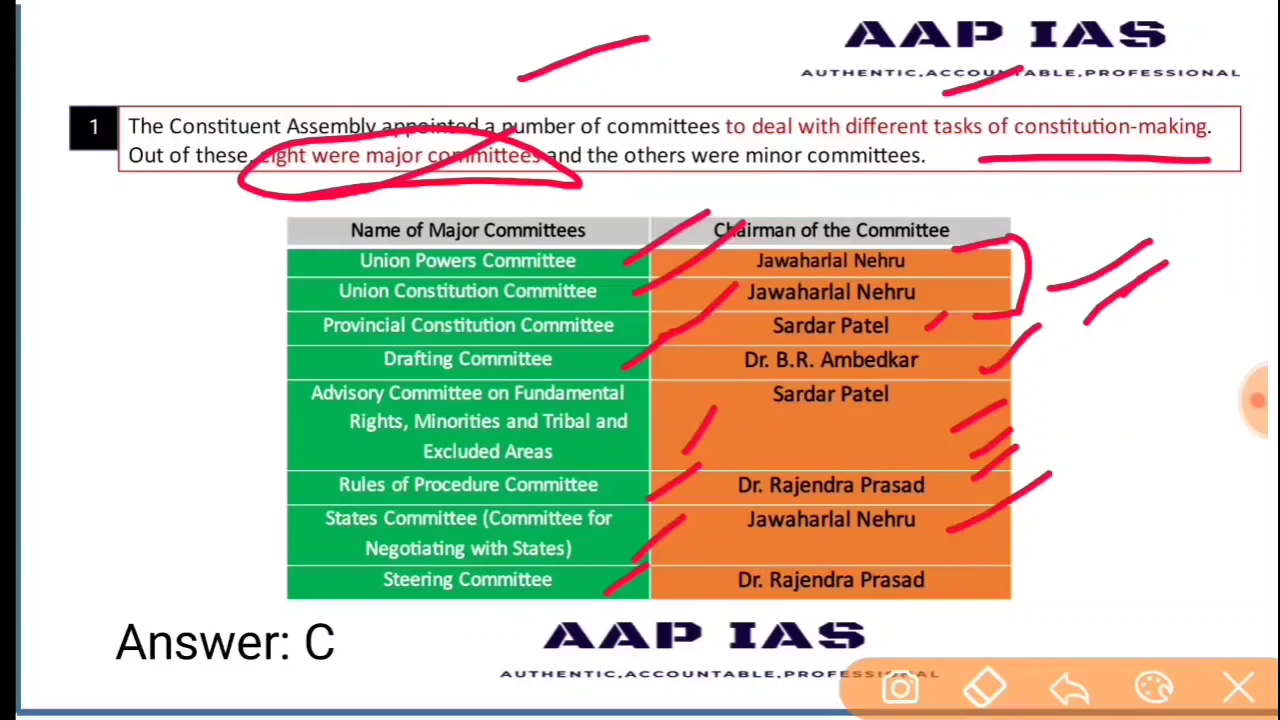 AAP IAS
AUTHENTIC,ACCOUNTABLE,PROFESSIONAL
1
The Constituent Assembly appointed a number of committees to deal with different tasks of constitution-making.
Out of these, eight were major committees and the others were minor committees.
Name of Major Committees Chairman of the Committee
Union Powers Committee Jawaharlal Nehru
Union Constitution Committee Jawaharlal Nehru
Provincial Constitution Committee Sardar Patel
Drafting Committee Dr. B.R. Ambedkar
Advisory Committee on Fundamental Sardar Patel
Rights, Minorities and Tribal and
Excluded Areas
Rules of Procedure Committee Dr. Rajendra Prasad
States Committee (Committee for Jawaharlal Nehru
Negotiating with States)
Steering Committee Dr. Rajendra Prasad
Answer: C
AAP IAS
AUTHENTIC,ACCOUNTABLE,PROFESSIONAL